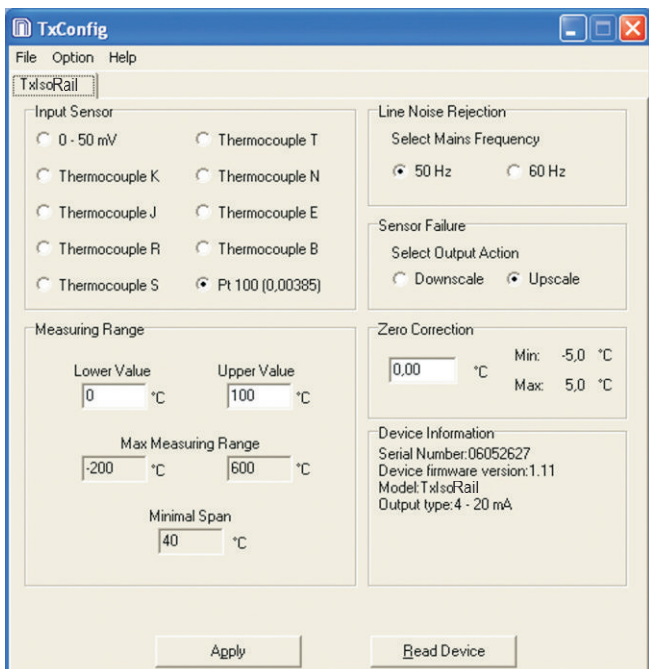 TxConfig
File Option Help
TxIsoRail
Input Sensor
0 - 50 mV
Thermocouple T
Thermocouple K
Thermocouple N
Thermocouple J
Thermocouple E
Thermocouple R
Thermocouple B
Thermocouple S
Pt 100 (0,00385)
Line Noise Rejection
Select Mains Frequency
50 Hz
60 Hz
Sensor Failure
Select Output Action
Downscale
Upscale
Measuring Range
Lower Value
Upper Value
0 °C
100 °C
Max Measuring Range
-200 °C
600 °C
Minimal Span
40 °C
Zero Correction
0,00 °C
Min: -5,0 °C
Max: 5,0 °C
Device Information
Serial Number:06052627
Device firmware version:1.11
Model:TxIsoRail
Output type:4 - 20 mA
Apply
Read Device